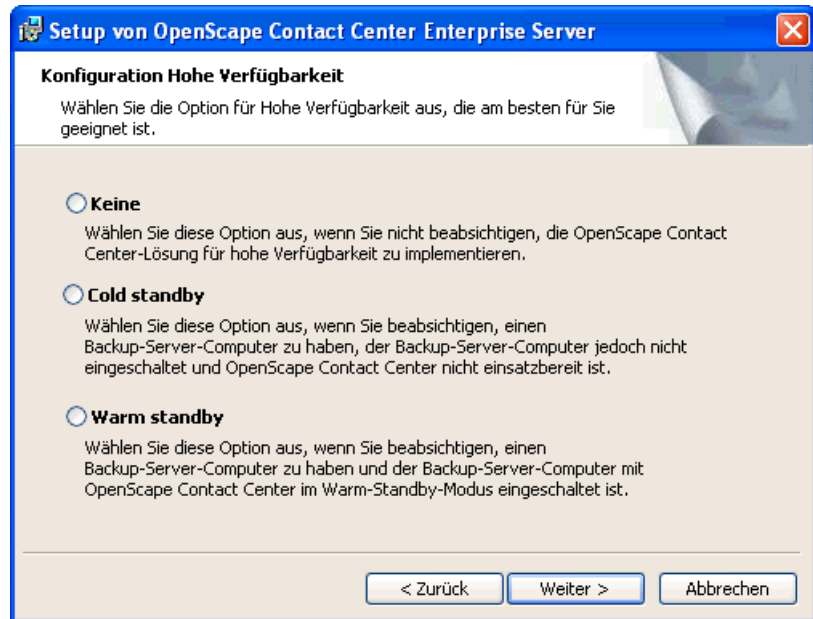 Setup von OpenScape Contact Center Enterprise Server
Konfiguration Hohe Verfügbarkeit
Wählen Sie die Option für Hohe Verfügbarkeit aus, die am besten für Sie
geeignet ist.
Keine
Wählen Sie diese Option aus, wenn Sie nicht beabsichtigen, die OpenScape Contact
Center-Lösung für hohe Verfügbarkeit zu implementieren.
Cold standby
Wählen Sie diese Option aus, wenn Sie beabsichtigen, einen
Backup-Server-Computer zu haben, der Backup-Server-Computer jedoch nicht
eingeschaltet und OpenScape Contact Center nicht einsatzbereit ist.
Warm standby
Wählen Sie diese Option aus, wenn Sie beabsichtigen, einen
Backup-Server-Computer zu haben und der Backup-Server-Computer mit
OpenScape Contact Center im Warm-Standby-Modus eingeschaltet ist.
< Zurück
Weiter >
Abbrechen